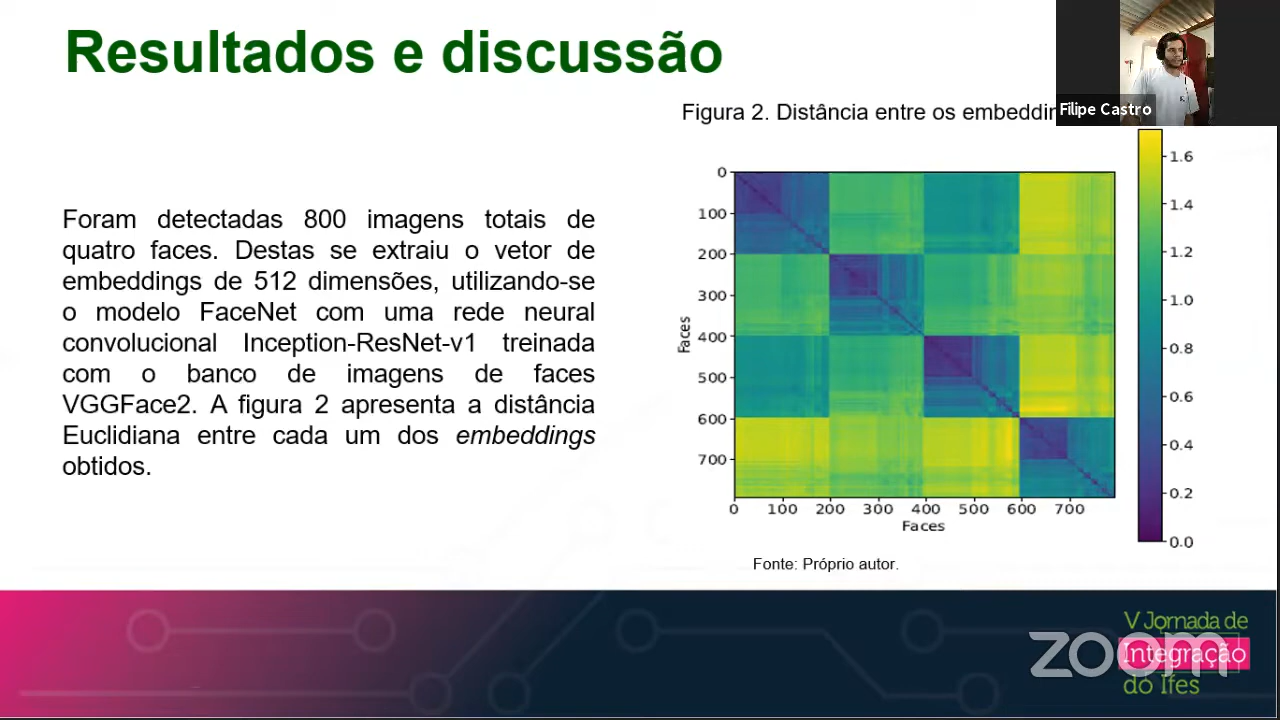 Resultados e discussão
Filipe Castro
Figura 2. Distância entre os
Foram detectadas 800 imagens totais de
quatro faces. Destas se extraiu o vetor de
embeddings de 512 dimensões, utilizando-se
o modelo FaceNet com uma rede neural
convolucional Inception-ResNet-v1 treinada
com o banco de imagens de faces
VGGFace2. A figura 2 apresenta a distância
Euclidiana entre cada um dos embeddings
obtidos.
0
100
200
300
400
500
600
700
Faces
0 100 200 300 400 500 600 700
Faces
1.6
1.4
1.2
1.0
0.8
0.6
0.4
0.2
0.0
Fonte: Próprio autor.
V Jornada de
Integração
do Ifes
zoom